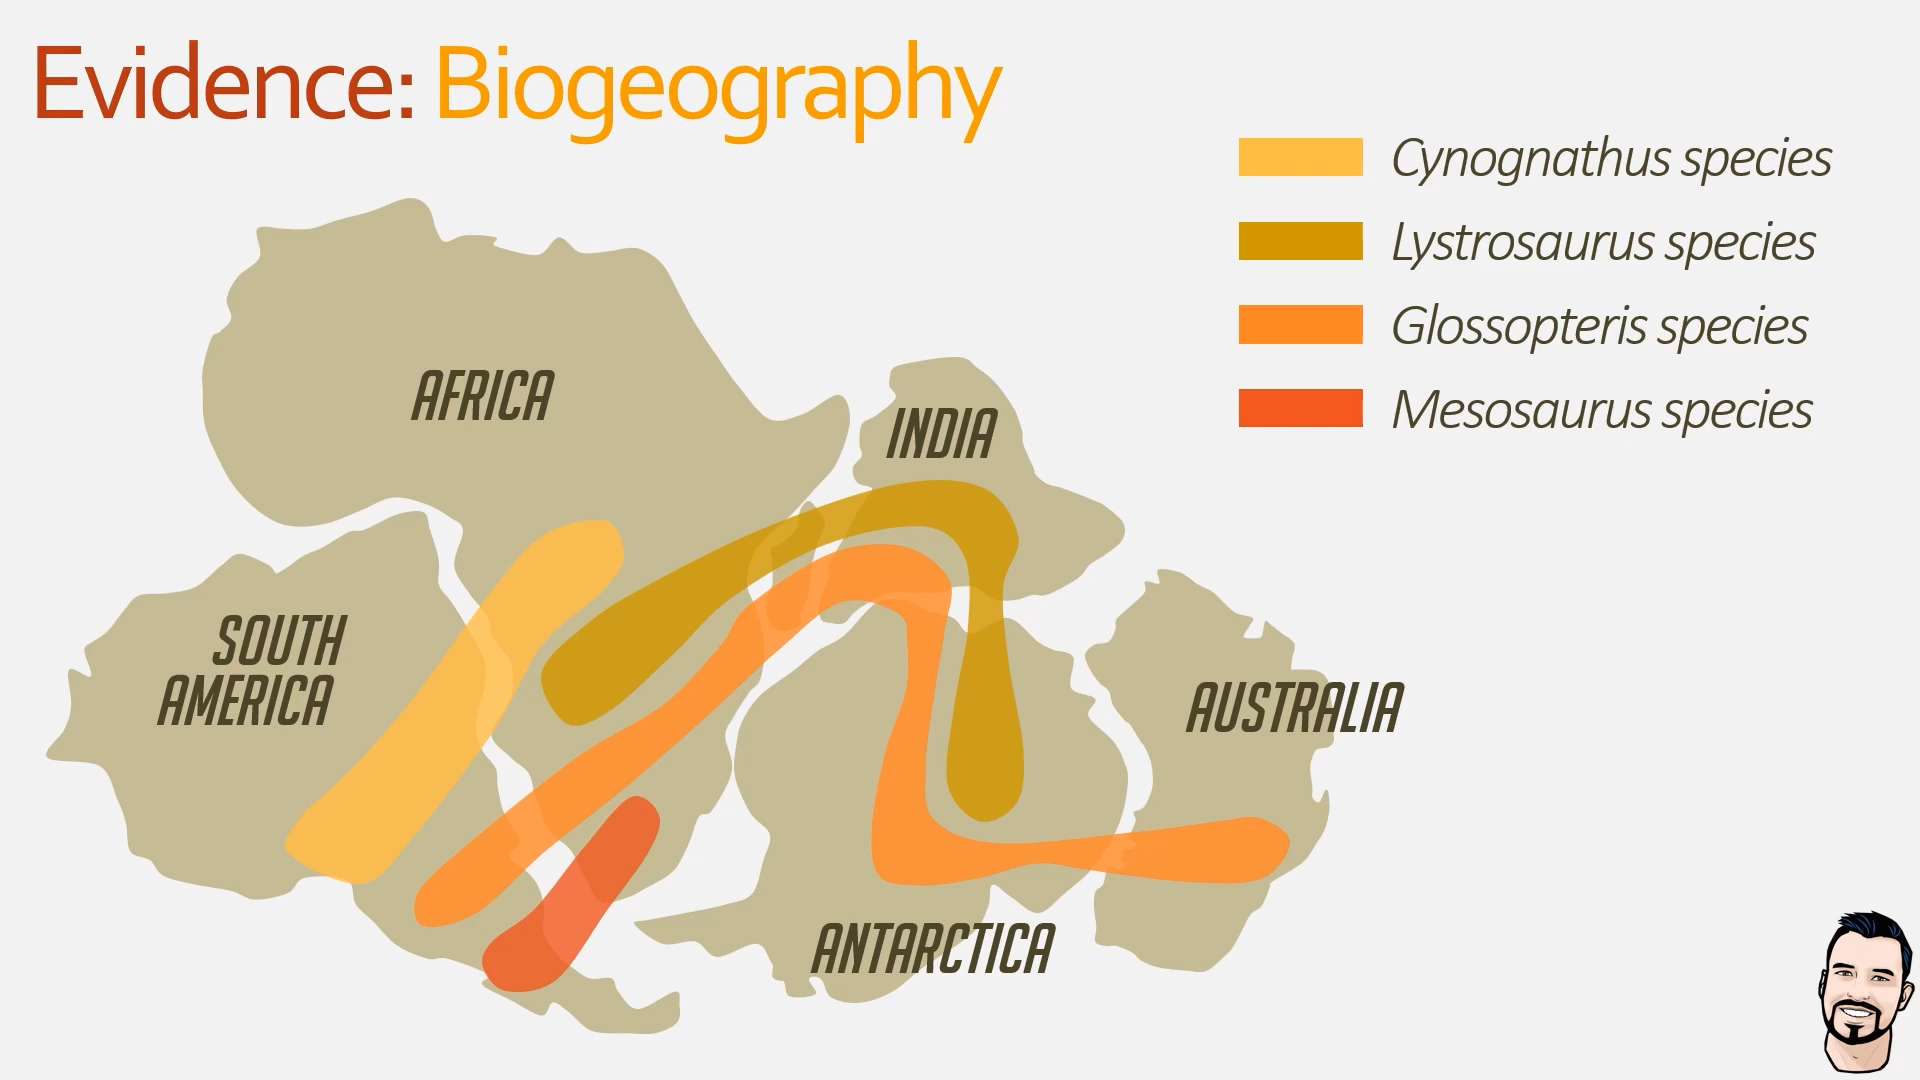 Evidence: Biogeography
Cynognathus species
Lystrosaurus species
Glossopteris species
Mesosaurus species
AFRICA
INDIA
SOUTH
AMERICA
AUSTRALIA
ANTARCTICA